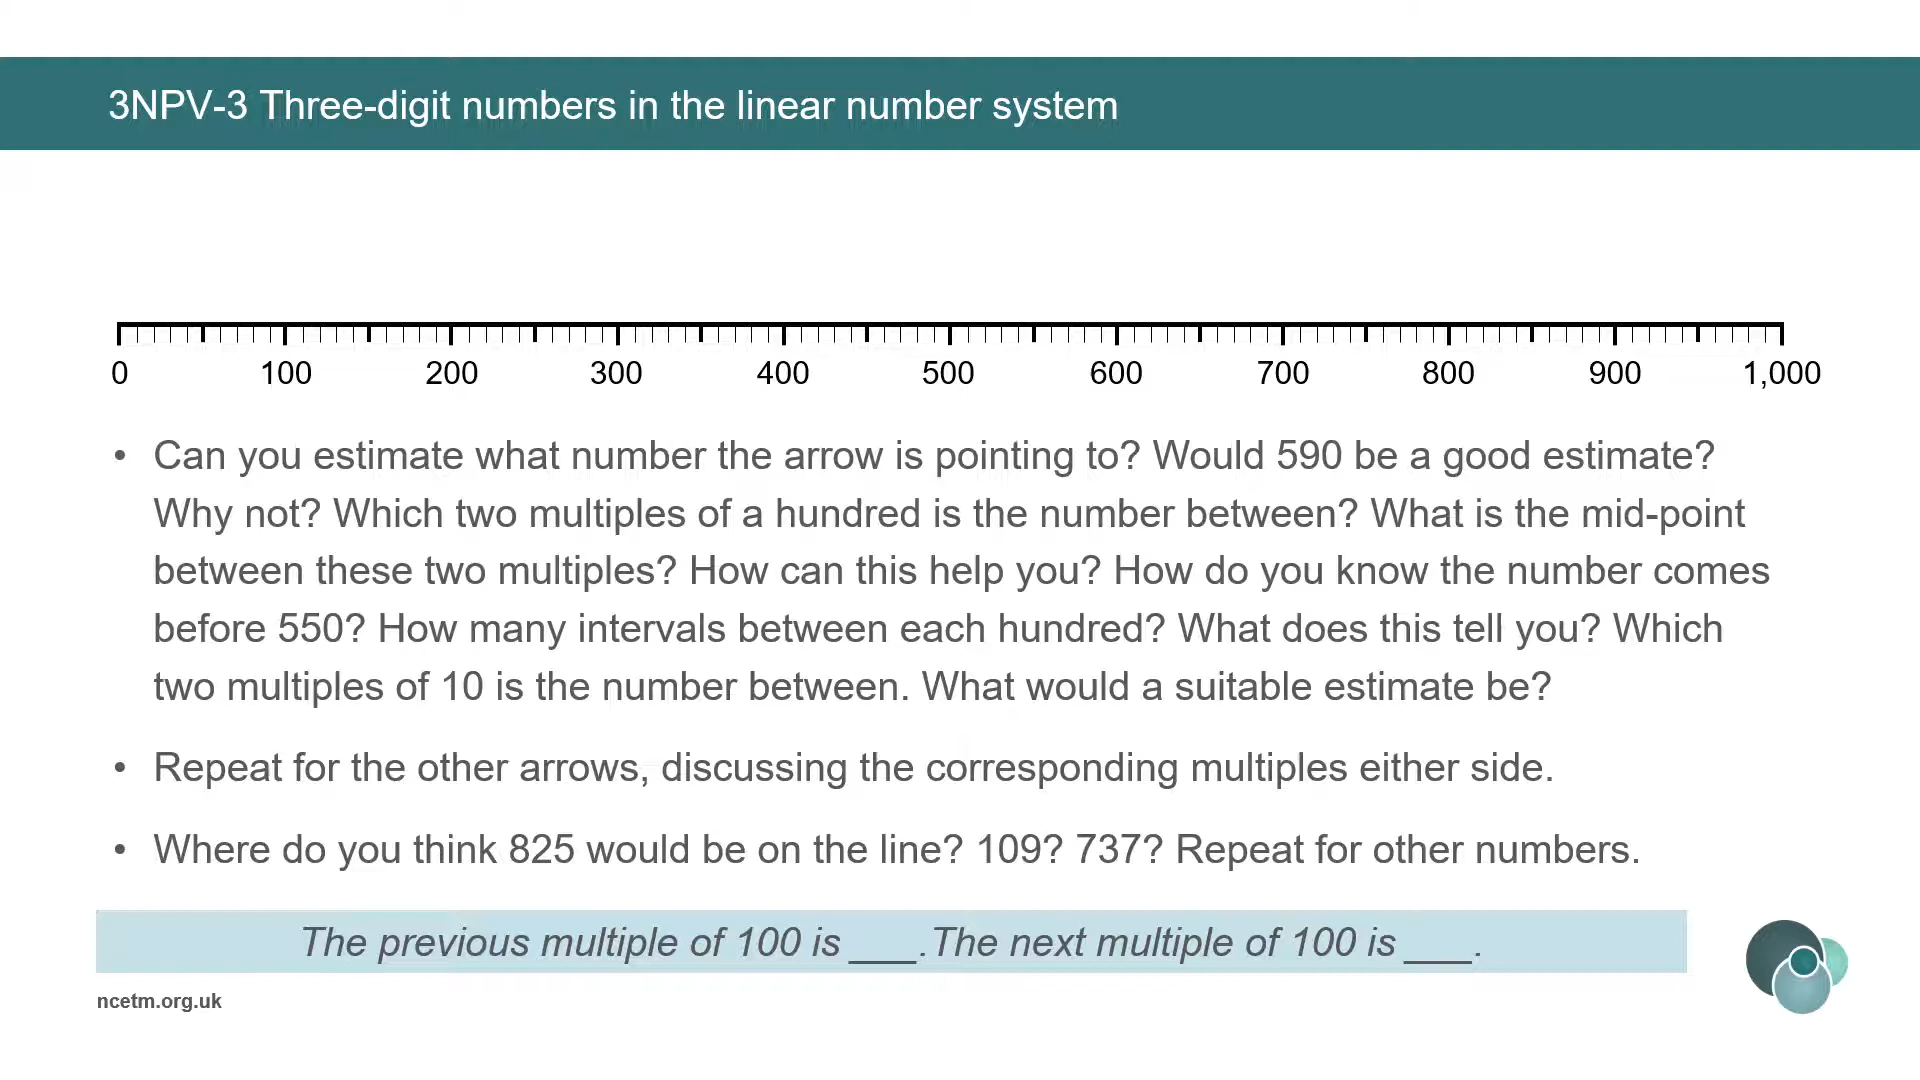 3NPV-3 Three-digit numbers in the linear number system
0 100 200 300 400 500 600 700 800 900 1,000
• Can you estimate what number the arrow is pointing to? Would 590 be a good estimate?
Why not? Which two multiples of a hundred is the number between? What is the mid-point
between these two multiples? How can this help you? How do you know the number comes
before 550? How many intervals between each hundred? What does this tell you? Which
two multiples of 10 is the number between. What would a suitable estimate be?
• Repeat for the other arrows, discussing the corresponding multiples either side.
• Where do you think 825 would be on the line? 109? 737? Repeat for other numbers.
The previous multiple of 100 is ___. The next multiple of 100 is ___.
ncetm.org.uk